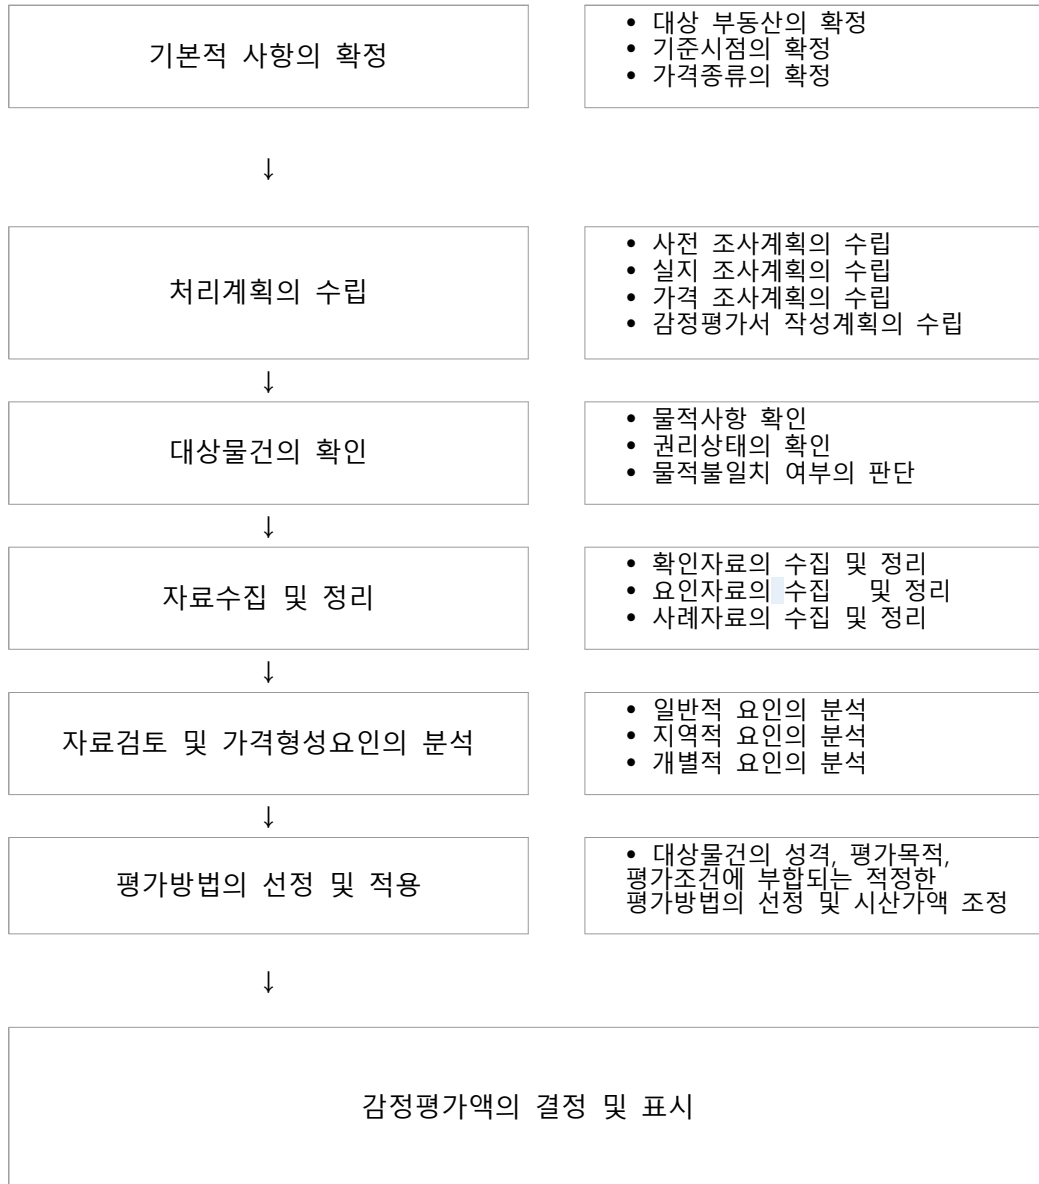 기본적 사항의 확정
• 대상 부동산의 확정
• 기준시점의 확정
• 가격종류의 확정
↓
처리계획의 수립
• 사전 조사계획의 수립
• 실지 조사계획의 수립
• 가격 조사계획의 수립
• 감정평가서 작성계획의 수립
↓
대상물건의 확인
• 물적사항 확인
• 권리상태의 확인
• 물적불일치 여부의 판단
↓
자료수집 및 정리
• 확인자료의 수집 및 정리
• 요인자료의 수집 및 정리
• 사례자료의 수집 및 정리
↓
자료검토 및 가격형성요인의 분석
• 일반적 요인의 분석
• 지역적 요인의 분석
• 개별적 요인의 분석
↓
평가방법의 선정 및 적용
• 대상물건의 성격, 평가목적,
평가조건에 부합되는 적정한
평가방법의 선정 및 시산가액 조정
↓
감정평가액의 결정 및 표시